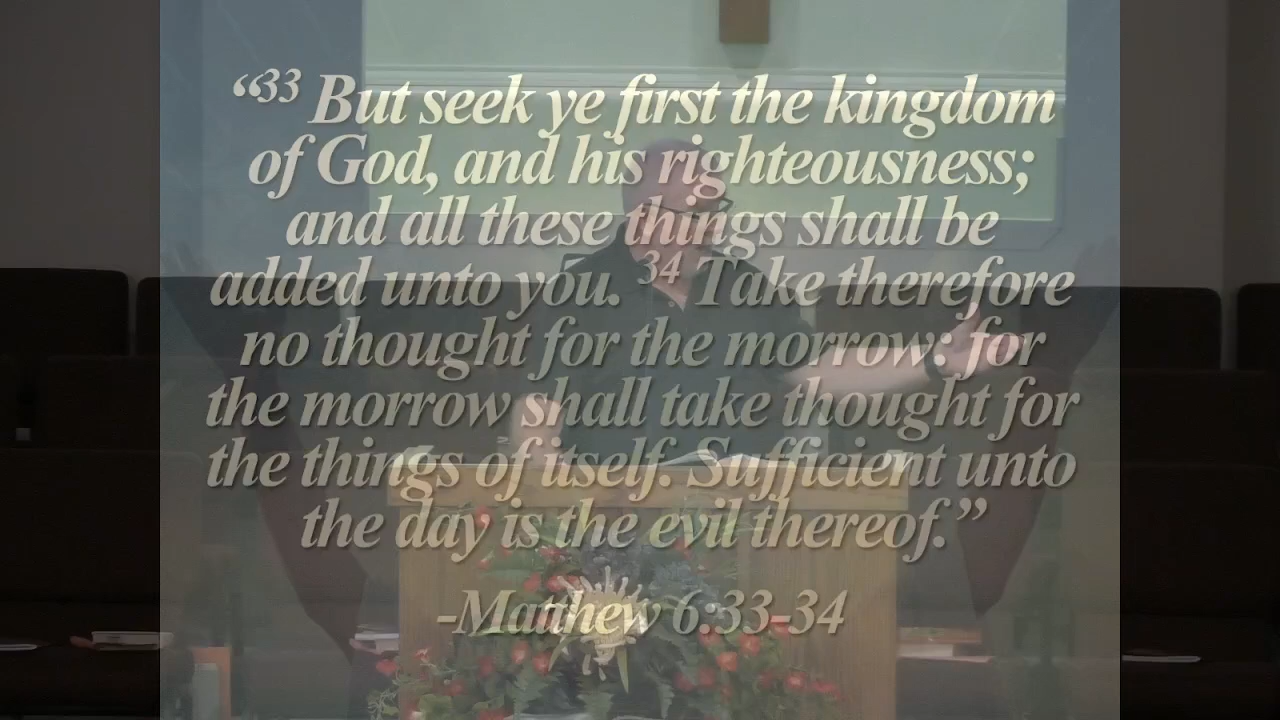 “33 But seek ye first the kingdom
of God, and his righteousness;
and all these things shall be
added unto you. 34 Take therefore
no thought for the morrow: for
the morrow shall take thought for
the things of itself. Sufficient unto
the day is the evil thereof.”
-Matthew 6:33-34